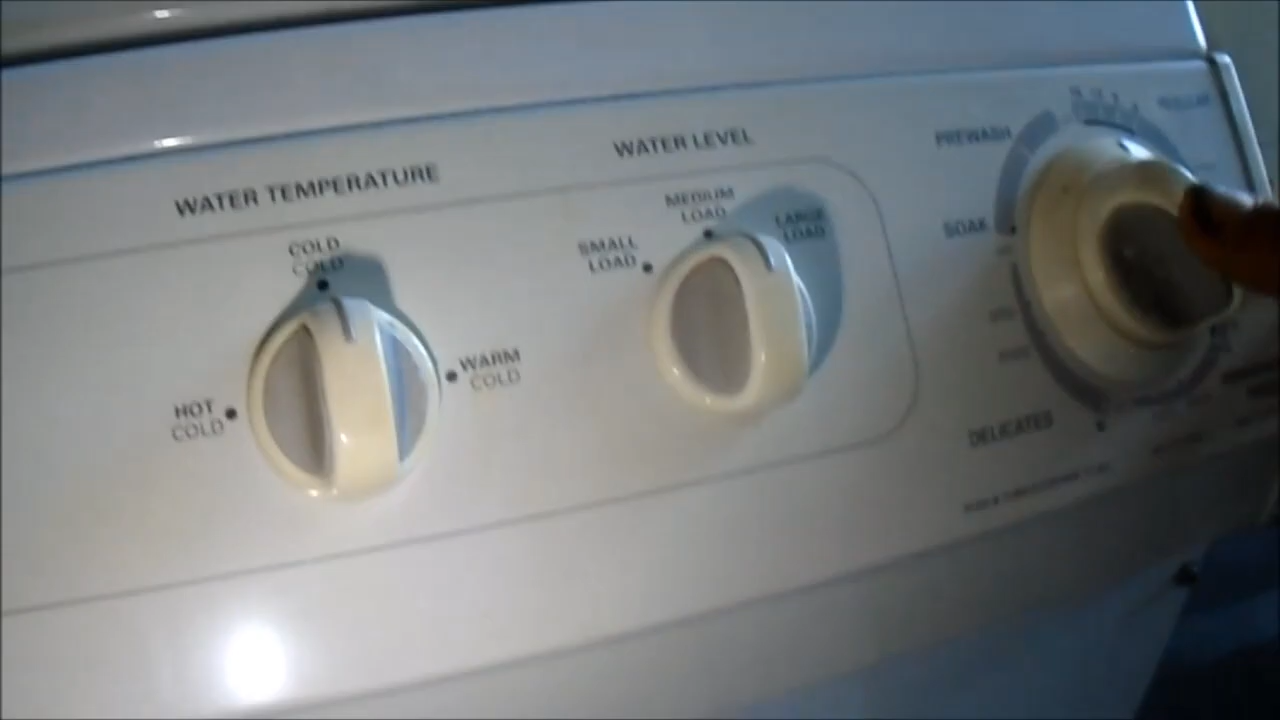 WATER TEMPERATURE
COLD
COLD
HOT
COLD
WARM
COLD
WATER LEVEL
SMALL
LOAD
MEDIUM
LOAD
LARGE
LOAD
PREWASH
REGULAR
SOAK
DELICATES